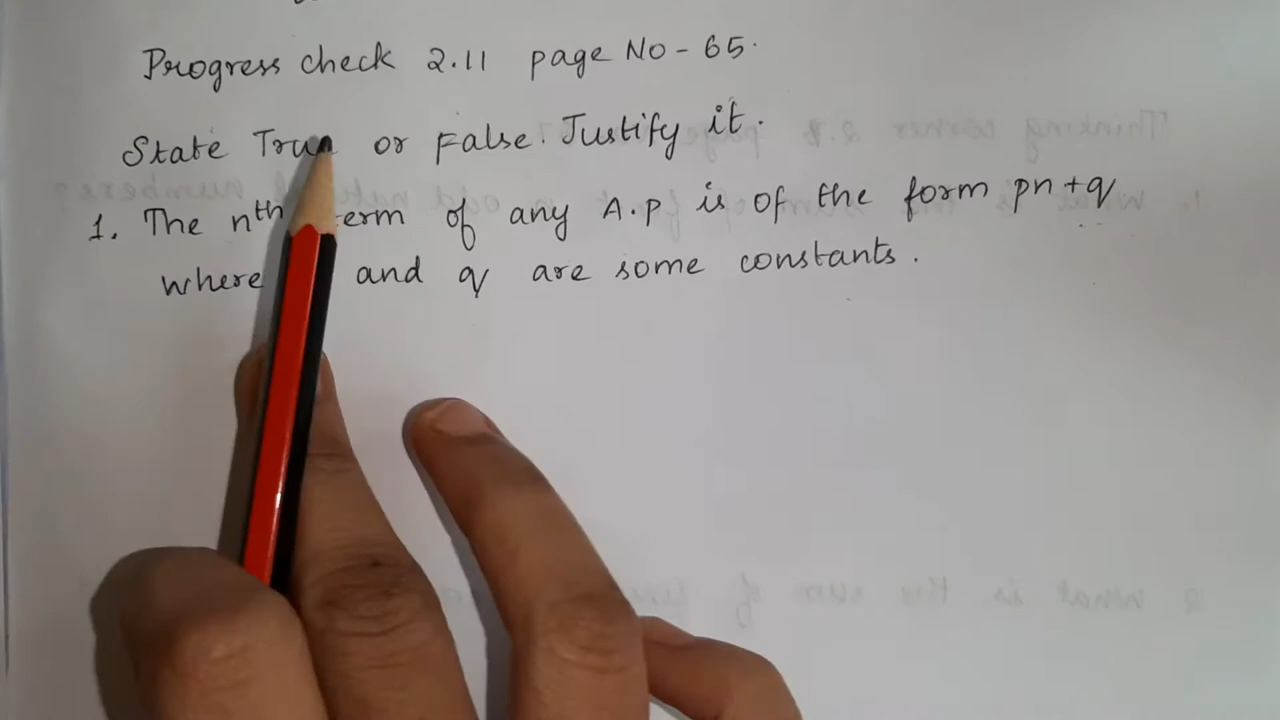 Progress check 2.11 page No - 65.
State True or False. Justify it.
1. The nth term of any A.P is of the form pn+q
where and q are some constants.